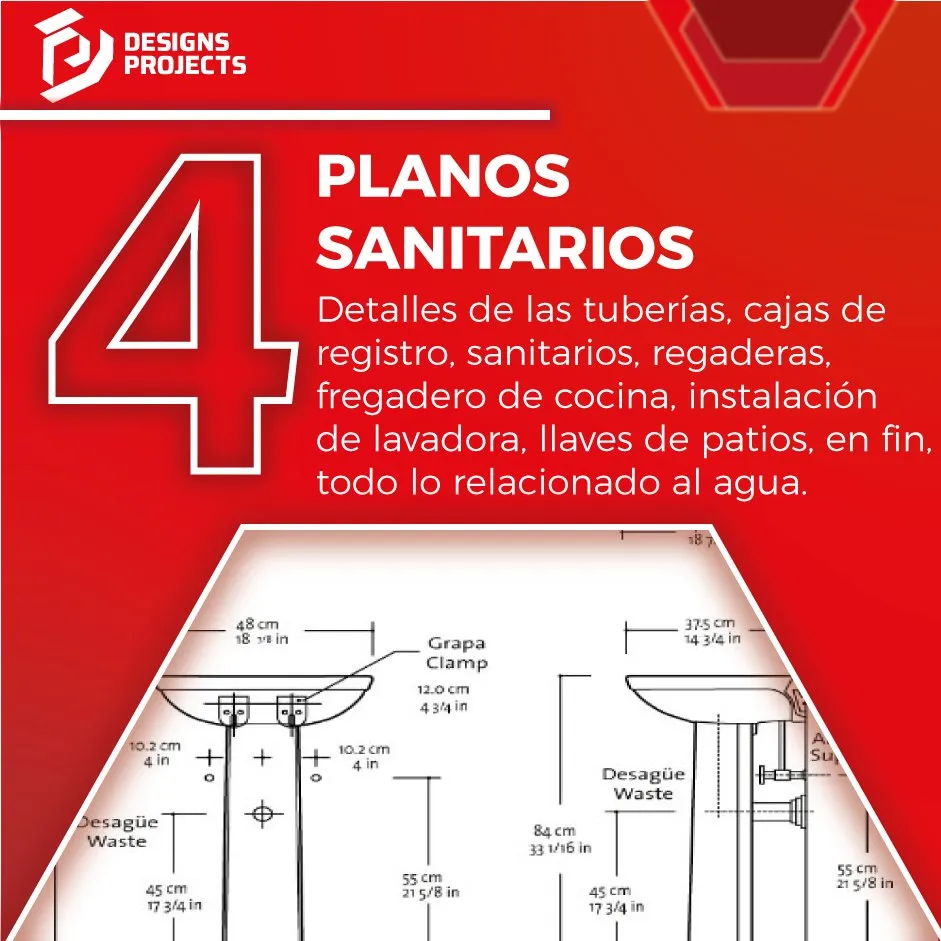 DESIGNS
PROJECTS
4
PLANOS
SANITARIOS
Detalles de las tuberías, cajas de
registro, sanitarios, regaderas,
fregadero de cocina, instalación
de lavadora, llaves de patios, en fin,
todo lo relacionado al agua.
48 cm
18 7/8 in
37.5 cm
14 3/4 in
Grapa
Clamp
12.0 cm
4 3/4 in
10.2 cm
4 in
10.2 cm
4 in
Desagüe
Waste
Desagüe
Waste
84 cm
33 1/16 in
45 cm
17 3/4 in
55 cm
21 5/8 in
45 cm
17 3/4 in
55 cm
21 5/8 in